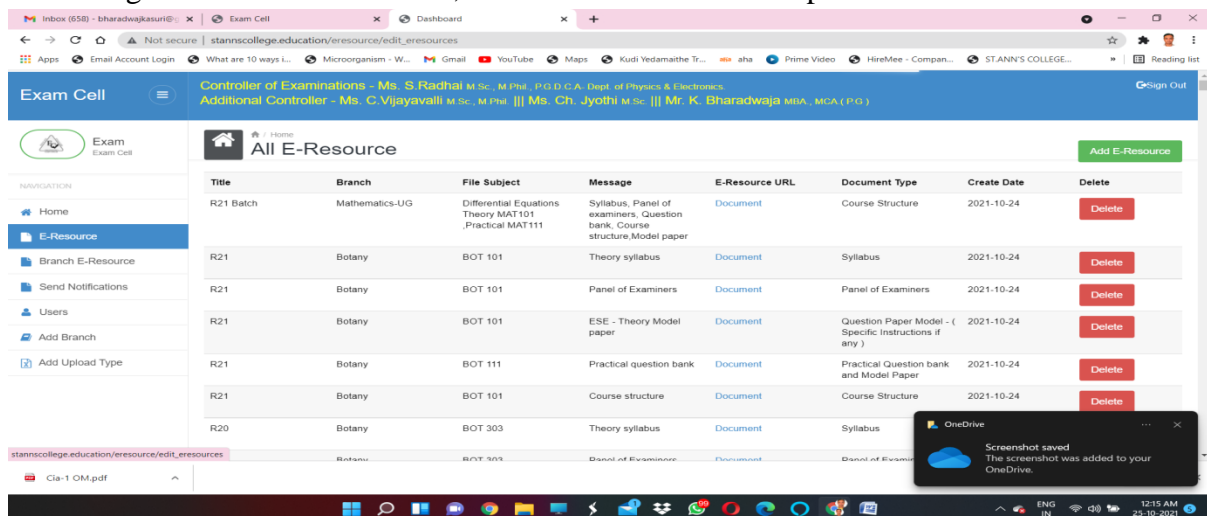 Inbox (658) - bharadwajkasuri@g
Exam Cell
Dashboard
Not secure | stannscollege.education/eresource/edit_eresources
Apps Email Account Login What are 10 ways i... Microorganism - W... Gmail YouTube Maps Kudi Yedamaithe Tr... aha Prime Video HireMee - Compan... ST.ANN'S COLLEGE... » Reading list
Exam Cell
Controller of Examinations - Ms. S.Radhai M.Sc., M.Phil., P.G.D.C.A- Dept. of Physics & Electronics.
Additional Controller - Ms. C.Vijayavalli M.Sc., M.Phil. ||| Ms. Ch. Jyothi M.Sc ||| Mr. K. Bharadwaja MBA., MCA ( P.G )
Sign Out
Exam
Exam Cell
NAVIGATION
Home
E-Resource
Branch E-Resource
Send Notifications
Users
Add Branch
Add Upload Type
/ Home
All E-Resource
Add E-Resource
Title Branch File Subject Message E-Resource URL Document Type Create Date Delete
R21 Batch Mathematics-UG Differential Equations Syllabus, Panel of Document Course Structure 2021-10-24 Delete
Theory MAT101 examiners, Question
,Practical MAT111 bank, Course
structure,Model paper
R21 Botany BOT 101 Theory syllabus Document Syllabus 2021-10-24 Delete
R21 Botany BOT 101 Panel of Examiners Document Panel of Examiners 2021-10-24 Delete
R21 Botany BOT 101 ESE - Theory Model Document Question Paper Model - ( 2021-10-24 Delete
paper Specific Instructions if
any )
R21 Botany BOT 111 Practical question bank Document Practical Question bank 2021-10-24 Delete
and Model Paper
R21 Botany BOT 101 Course structure Document Course Structure 2021-10-24 Delete
R20 Botany BOT 303 Theory syllabus Document Syllabus
Botany BOT 303 Panel of Examiners Document Panel of
OneDrive
Screenshot saved
The screenshot was added to your
OneDrive.
stannscollege.education/eresource/edit_eresources
Cia-1 OM.pdf
ENG
IN
12:15 AM
25-10-2021